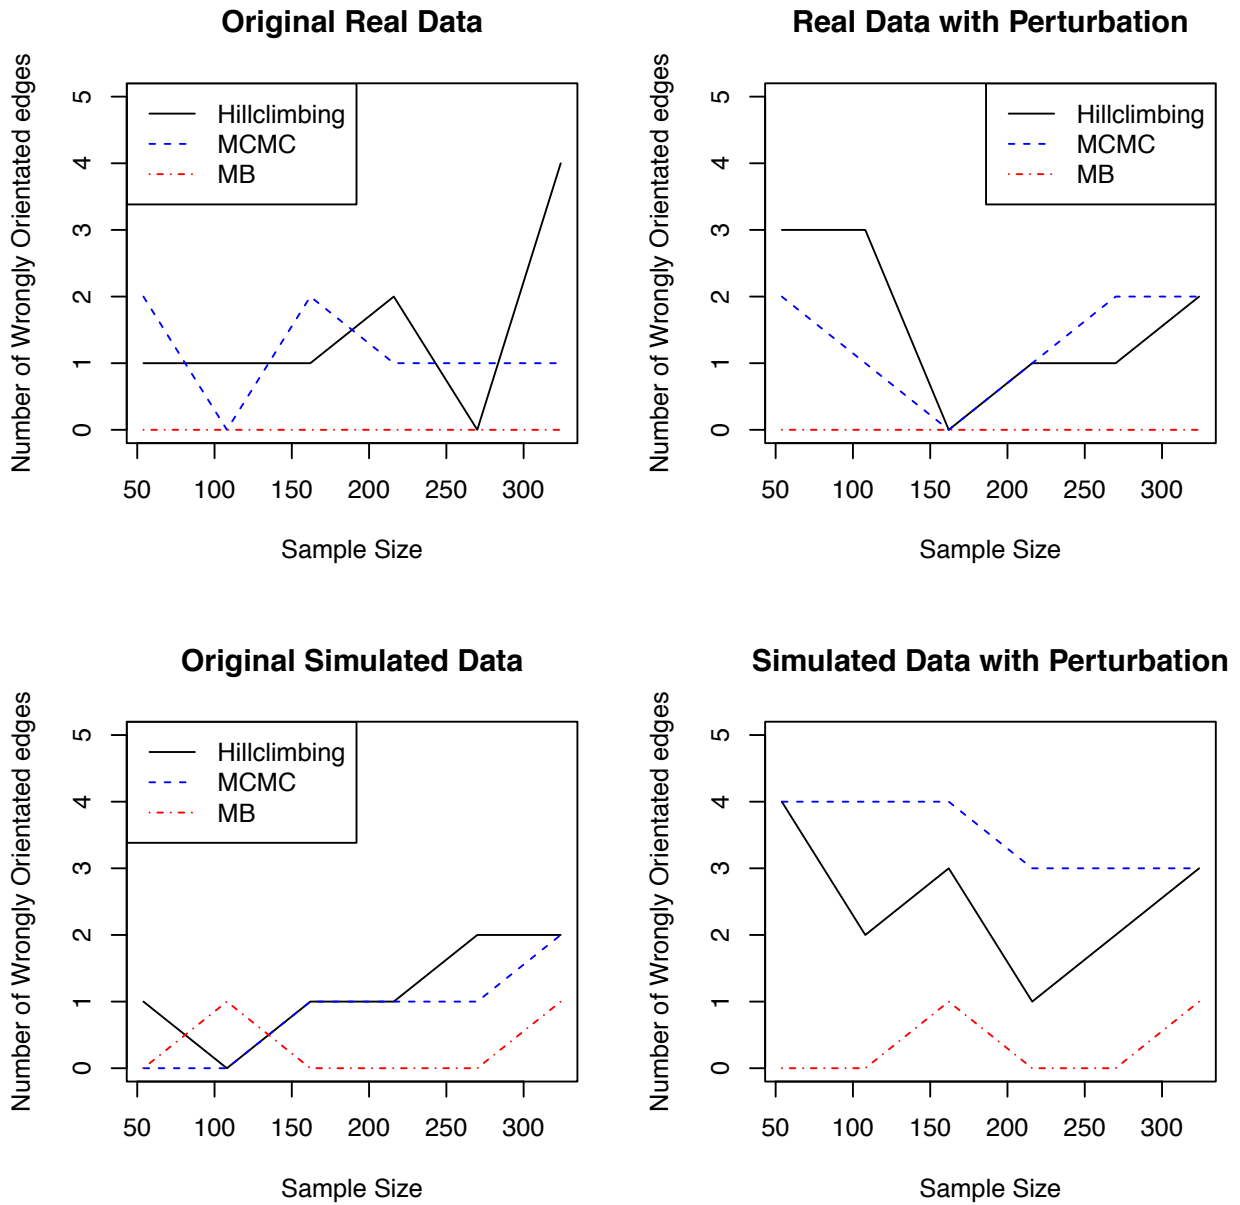 Original Real Data
Number of Wrongly Orientated edges
5
4
3
2
1
0
Hillclimbing
MCMC
MB
50 100 150 200 250 300
Sample Size
Real Data with Perturbation
Number of Wrongly Orientated edges
5
4
3
2
1
0
Hillclimbing
MCMC
MB
50 100 150 200 250 300
Sample Size
Original Simulated Data
Number of Wrongly Orientated edges
5
4
3
2
1
0
Hillclimbing
MCMC
MB
50 100 150 200 250 300
Sample Size
Simulated Data with Perturbation
Number of Wrongly Orientated edges
5
4
3
2
1
0
50 100 150 200 250 300
Sample Size